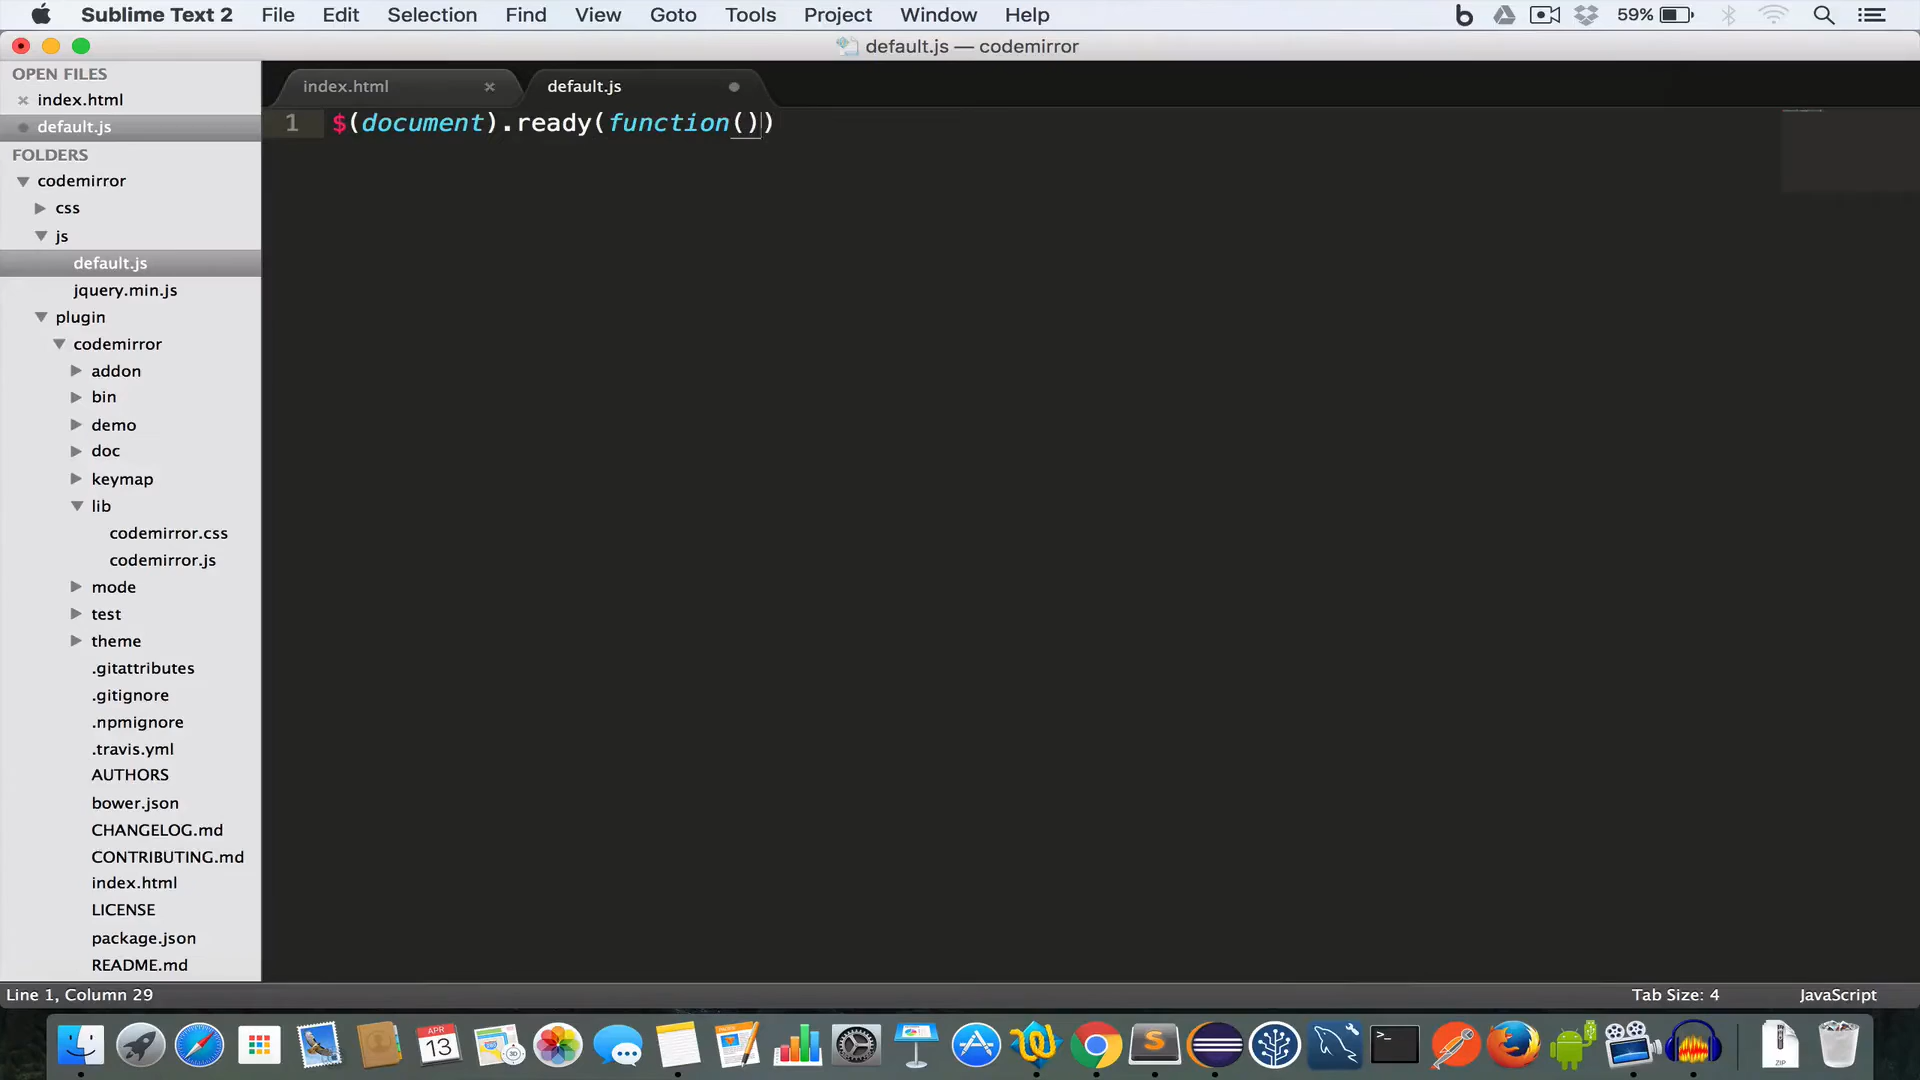 Sublime Text 2 File Edit Selection Find View Goto Tools Project Window Help 59%
default.js — codemirror
OPEN FILES
index.html
default.js
FOLDERS
codemirror
css
js
default.js
jquery.min.js
plugin
codemirror
addon
bin
demo
doc
keymap
lib
codemirror.css
codemirror.js
mode
test
theme
.gitattributes
.gitignore
.npmignore
.travis.yml
AUTHORS
bower.json
CHANGELOG.md
CONTRIBUTING.md
index.html
LICENSE
package.json
README.md
index.html default.js
1 $(document).ready(function())
Line 1, Column 29 Tab Size: 4 JavaScript
APR
13
ZIP